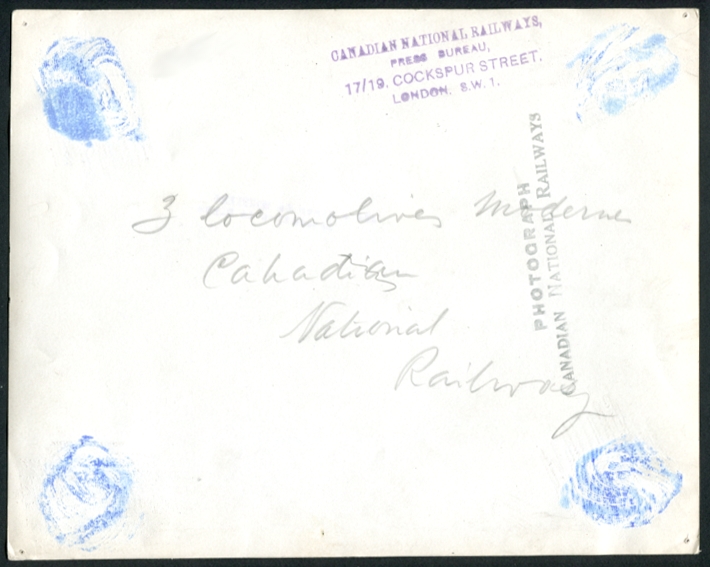 CANADIAN NATIONAL RAILWAYS,
PRESS BUREAU,
17/19. COCKSPUR STREET.
LONDON. S.W.1.
3 locomotives Moderne
Canadian
National
Railway
PHOTOGRAPH
CANADIAN NATIONAL RAILWAYS